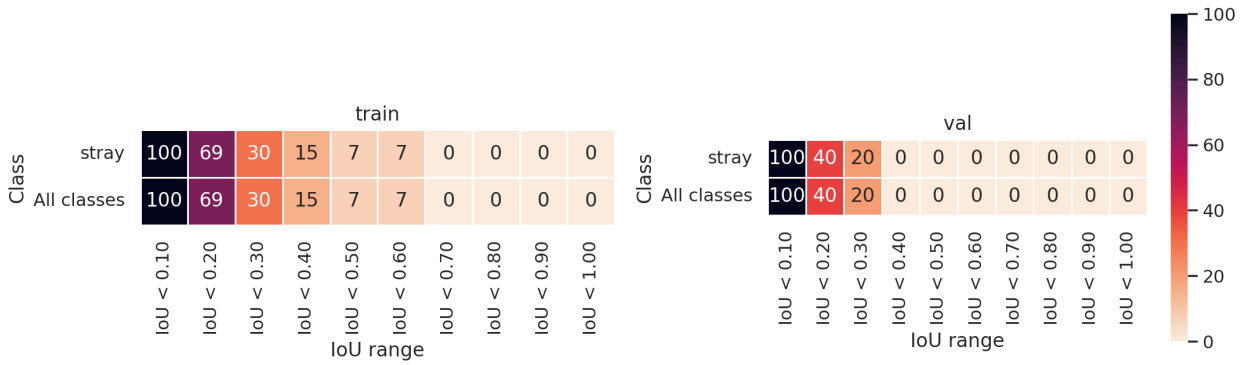 train
Class
stray 100 69 30 15 7 7 0 0 0 0
All classes 100 69 30 15 7 7 0 0 0 0
IoU < 0.10
IoU < 0.20
IoU < 0.30
IoU < 0.40
IoU < 0.50
IoU < 0.60
IoU < 0.70
IoU < 0.80
IoU < 0.90
IoU < 1.00
IoU range
val
Class
stray 100 40 20 0 0 0 0 0 0 0
All classes 100 40 20 0 0 0 0 0 0 0
IoU < 0.10
IoU < 0.20
IoU < 0.30
IoU < 0.40
IoU < 0.50
IoU < 0.60
IoU < 0.70
IoU < 0.80
IoU < 0.90
IoU < 1.00
IoU range
100
80
60
40
20
0